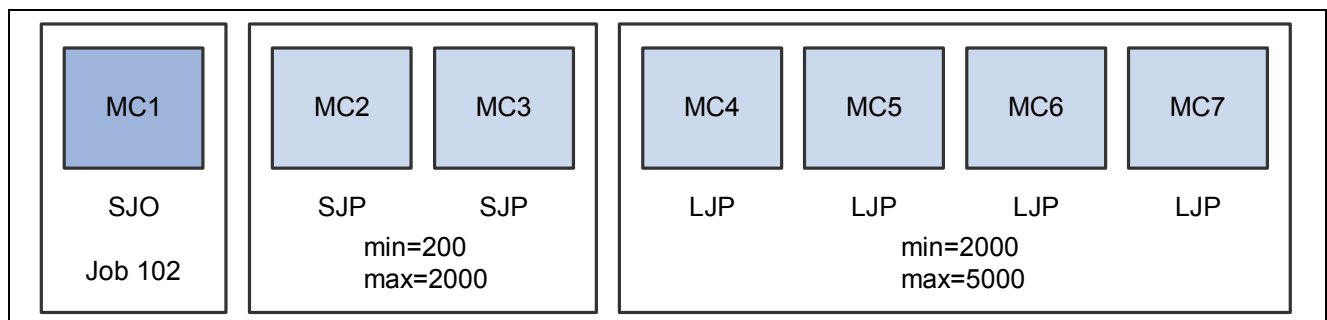 MC1 MC2 MC3 MC4 MC5 MC6 MC7
SJO SJP SJP LJP LJP LJP LJP
Job 102
min=200
max=2000
min=2000
max=5000